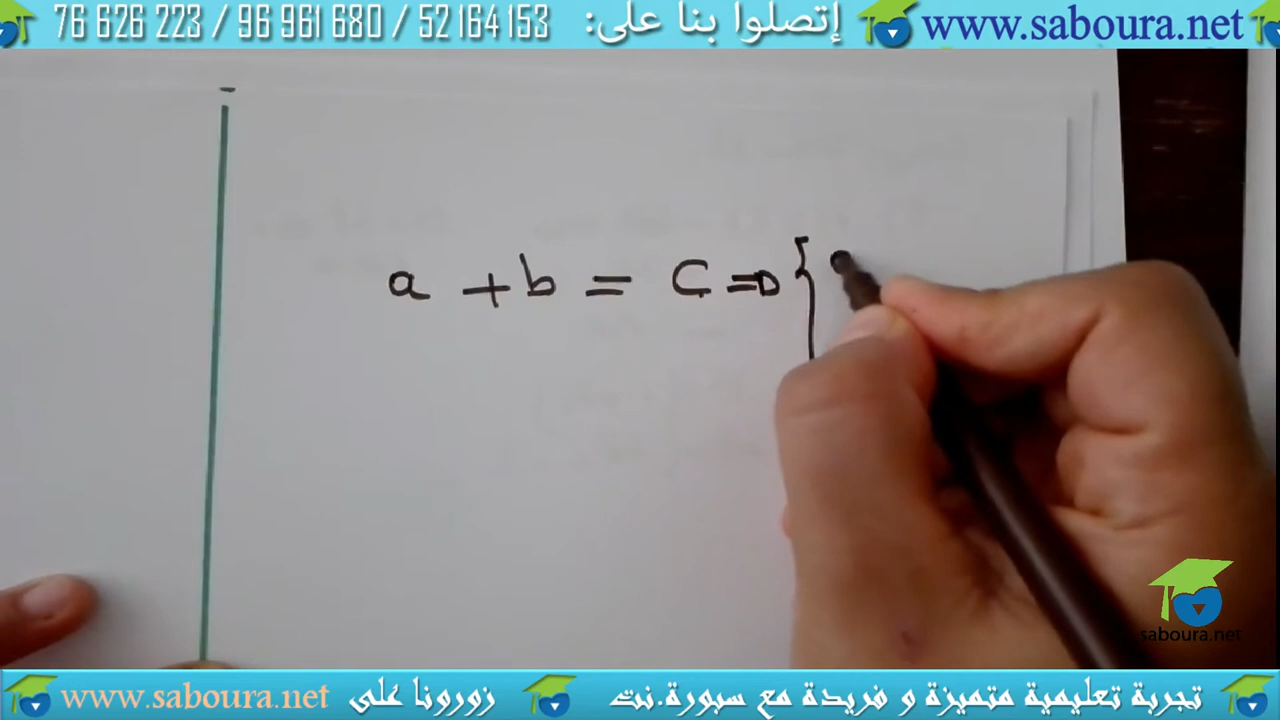 76 626 223 / 96 961 680 / 52 164 153 إتصلوا بنا على: www.saboura.net
a + b = C => {
saboura.net
www.saboura.net زورونا على تجربة تعليمية متميزة و فريدة مع سبورة.نت